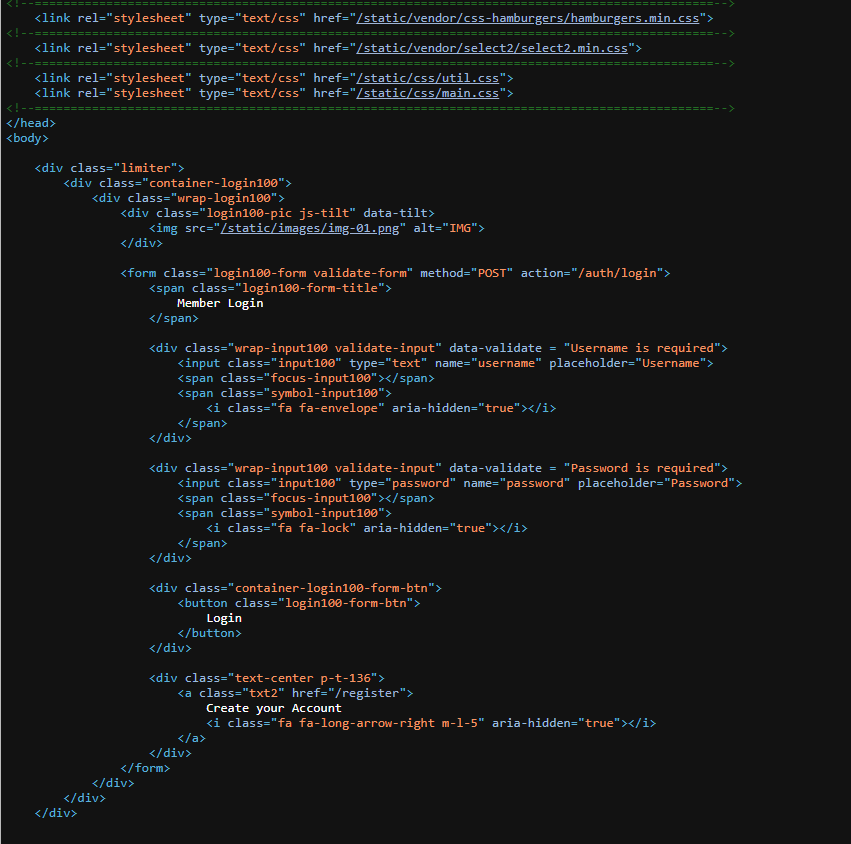 <!--===============================================================================================-->
    <link rel="stylesheet" type="text/css" href="/static/vendor/css-hamburgers/hamburgers.min.css">
<!--===============================================================================================-->
    <link rel="stylesheet" type="text/css" href="/static/vendor/select2/select2.min.css">
<!--===============================================================================================-->
    <link rel="stylesheet" type="text/css" href="/static/css/util.css">
    <link rel="stylesheet" type="text/css" href="/static/css/main.css">
<!--===============================================================================================-->
</head>
<body>

    <div class="limiter">
        <div class="container-login100">
            <div class="wrap-login100">
                <div class="login100-pic js-tilt" data-tilt>
                    <img src="/static/images/img-01.png" alt="IMG">
                </div>

                <form class="login100-form validate-form" method="POST" action="/auth/login">
                    <span class="login100-form-title">
                        Member Login
                    </span>

                    <div class="wrap-input100 validate-input" data-validate = "Username is required">
                        <input class="input100" type="text" name="username" placeholder="Username">
                        <span class="focus-input100"></span>
                        <span class="symbol-input100">
                            <i class="fa fa-envelope" aria-hidden="true"></i>
                        </span>
                    </div>

                    <div class="wrap-input100 validate-input" data-validate = "Password is required">
                        <input class="input100" type="password" name="password" placeholder="Password">
                        <span class="focus-input100"></span>
                        <span class="symbol-input100">
                            <i class="fa fa-lock" aria-hidden="true"></i>
                        </span>
                    </div>

                    <div class="container-login100-form-btn">
                        <button class="login100-form-btn">
                            Login
                        </button>
                    </div>

                    <div class="text-center p-t-136">
                        <a class="txt2" href="/register">
                            Create your Account
                            <i class="fa fa-long-arrow-right m-l-5" aria-hidden="true"></i>
                        </a>
                    </div>
                </form>
            </div>
        </div>
    </div>